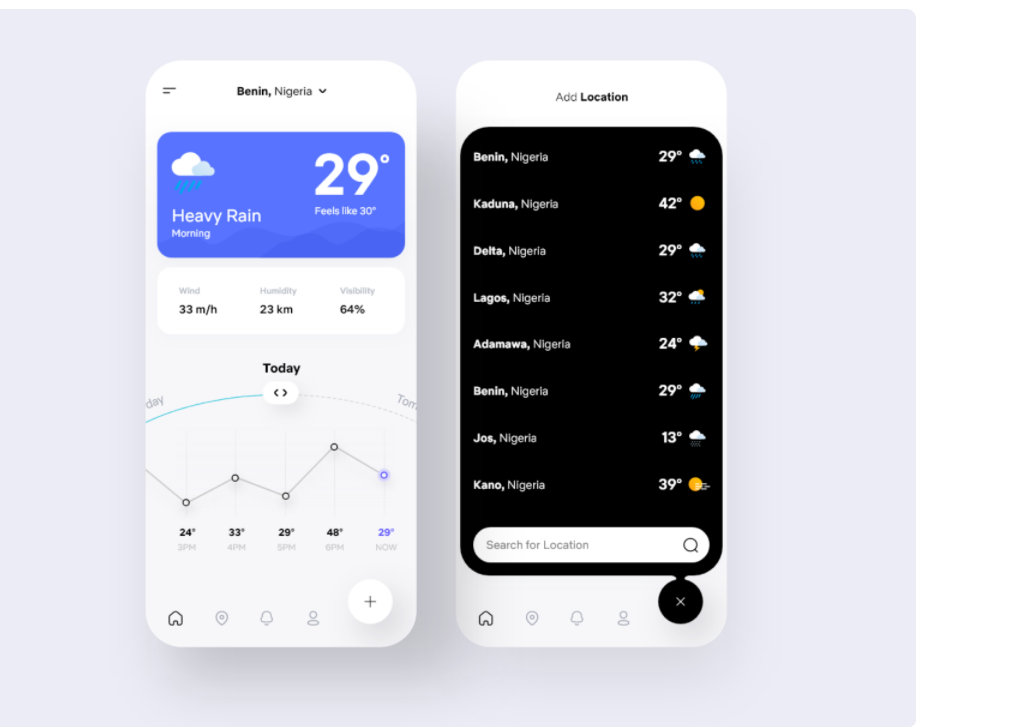 Benin, Nigeria
29°
Feels like 30°
Heavy Rain
Morning
Wind Humidity Visibility
33 m/h 23 km 64%
Today
day
Tom
24° 33° 29° 48° 29°
3PM 4PM 5PM 6PM NOW
Add Location
Benin, Nigeria 29°
Kaduna, Nigeria 42°
Delta, Nigeria 29°
Lagos, Nigeria 32°
Adamawa, Nigeria 24°
Benin, Nigeria 29°
Jos, Nigeria 13°
Kano, Nigeria 39°
Search for Location